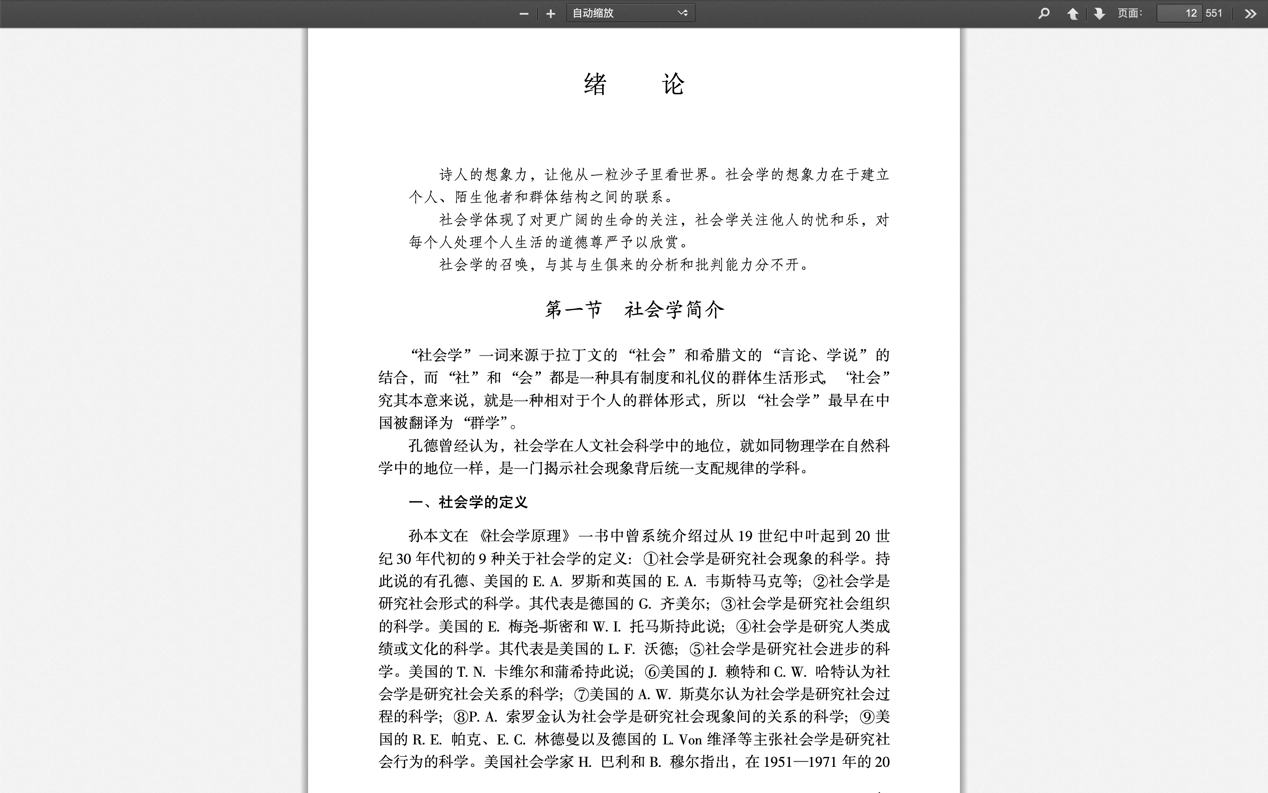 自动缩放
页面：
12
551
绪 论
诗人的想象力，让他从一粒沙子里看世界。社会学的想象力在于建立
个人、陌生他者和群体结构之间的联系。
社会学体现了对更广阔的生命的关注，社会学关注他人的忧和乐，对
每个人处理个人生活的道德尊严予以欣赏。
社会学的召唤，与其与生俱来的分析和批判能力分不开。
第一节 社会学简介
“社会学”一词来源于拉丁文的“社会”和希腊文的“言论、学说”的
结合，而“社”和“会”都是一种具有制度和礼仪的群体生活形式，“社会”
究其本意来说，就是一种相对于个人的群体形式，所以“社会学”最早在中
国被翻译为“群学”。
孔德曾经认为，社会学在人文社会科学中的地位，就如同物理学在自然科
学中的地位一样，是一门揭示社会现象背后统一支配规律的学科。
一、社会学的定义
孙本文在《社会学原理》一书中曾系统介绍过从 19 世纪中叶起到 20 世
纪 30 年代初的 9 种关于社会学的定义：①社会学是研究社会现象的科学。持
此说的有孔德、美国的 E. A. 罗斯和英国的 E. A. 韦斯特马克等；②社会学是
研究社会形式的科学。其代表是德国的 G. 齐美尔；③社会学是研究社会组织
的科学。美国的 E. 梅尧-斯密和 W. I. 托马斯持此说；④社会学是研究人类成
绩或文化的科学。其代表是美国的 L. F. 沃德；⑤社会学是研究社会进步的科
学。美国的 T. N. 卡维尔和蒲希持此说；⑥美国的 J. 赖特和 C. W. 哈特认为社
会学是研究社会关系的科学；⑦美国的 A. W. 斯莫尔认为社会学是研究社会过
程的科学；⑧P. A. 索罗金认为社会学是研究社会现象间的关系的科学；⑨美
国的 R. E. 帕克、E. C. 林德曼以及德国的 L. Von 维泽等主张社会学是研究社
会行为的科学。美国社会学家 H. 巴利和 B. 穆尔指出，在 1951—1971 年的 20